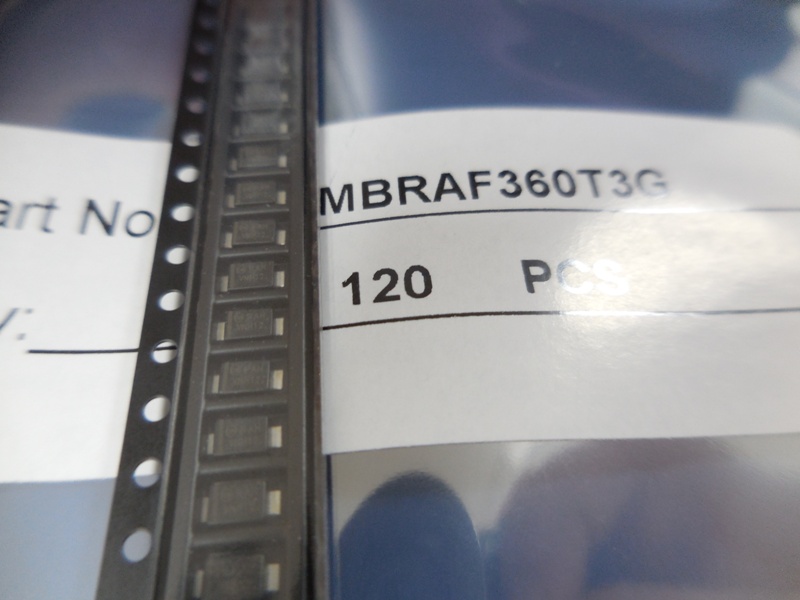 art No MBRAF360T3G
y: 120 PCS